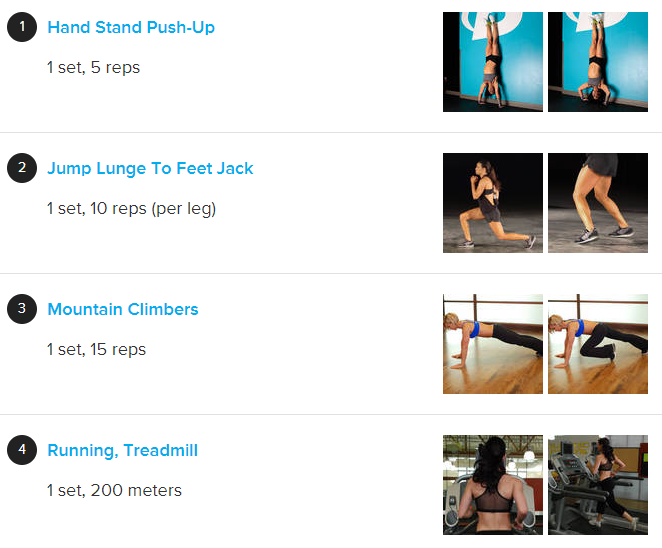 1 Hand Stand Push-Up
1 set, 5 reps
2 Jump Lunge To Feet Jack
1 set, 10 reps (per leg)
3 Mountain Climbers
1 set, 15 reps
4 Running, Treadmill
1 set, 200 meters